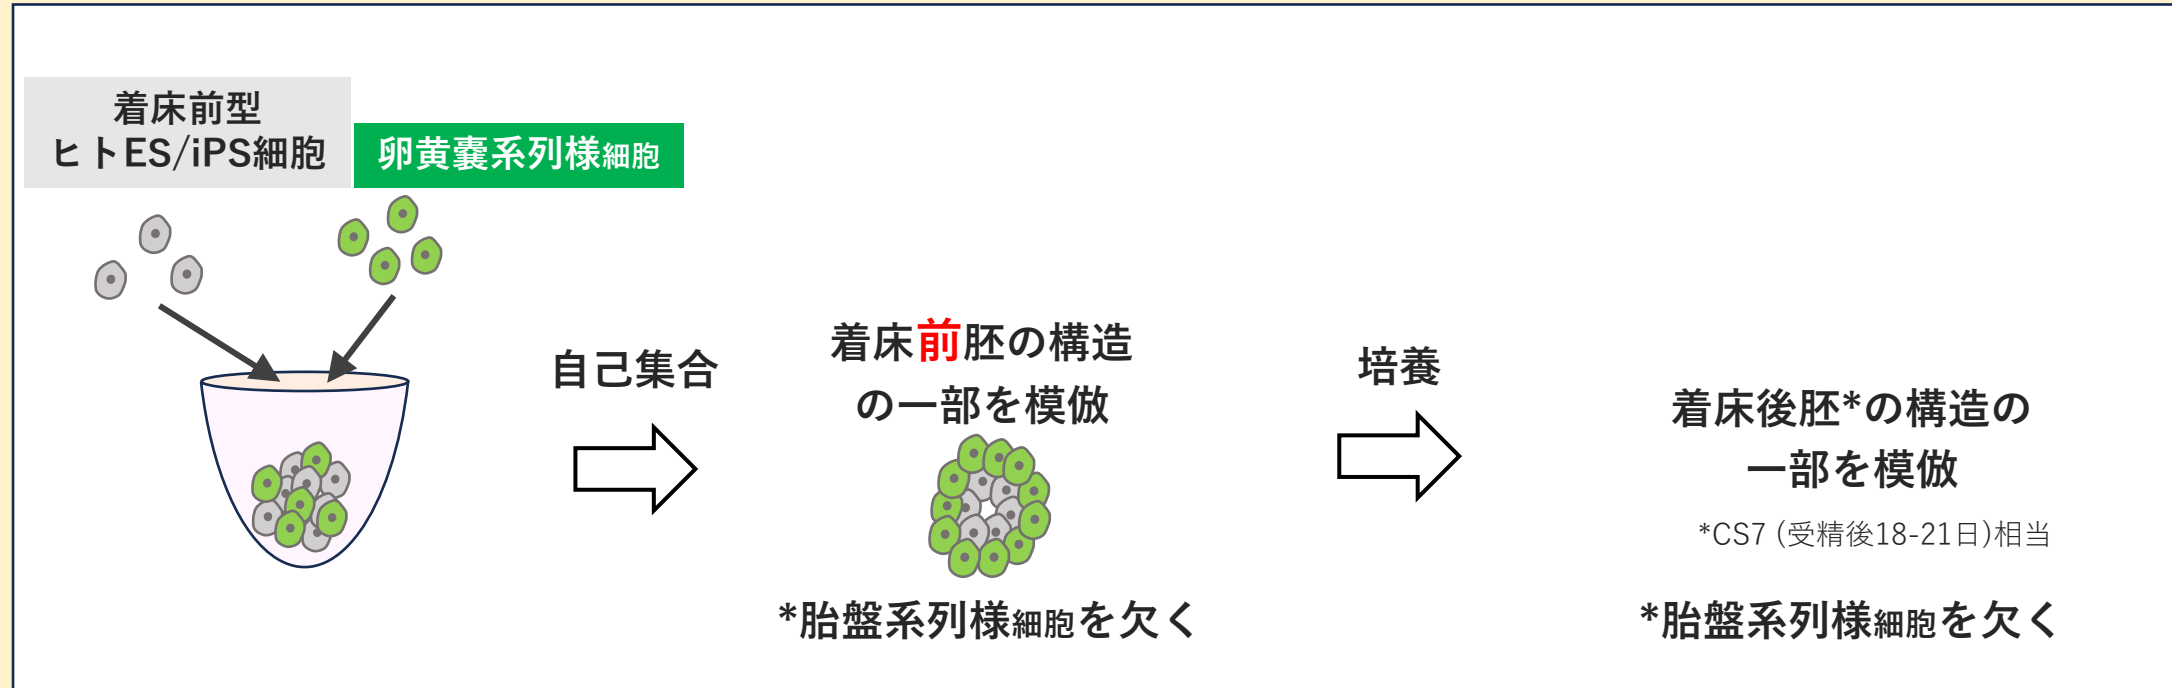 着床前型
ヒトES/iPS細胞
卵黄嚢系列様細胞
自己集合
着床前胚の構造
の一部を模倣
*胎盤系列様細胞を欠く
培養
着床後胚*の構造の
一部を模倣
*CS7 (受精後18-21日)相当
*胎盤系列様細胞を欠く